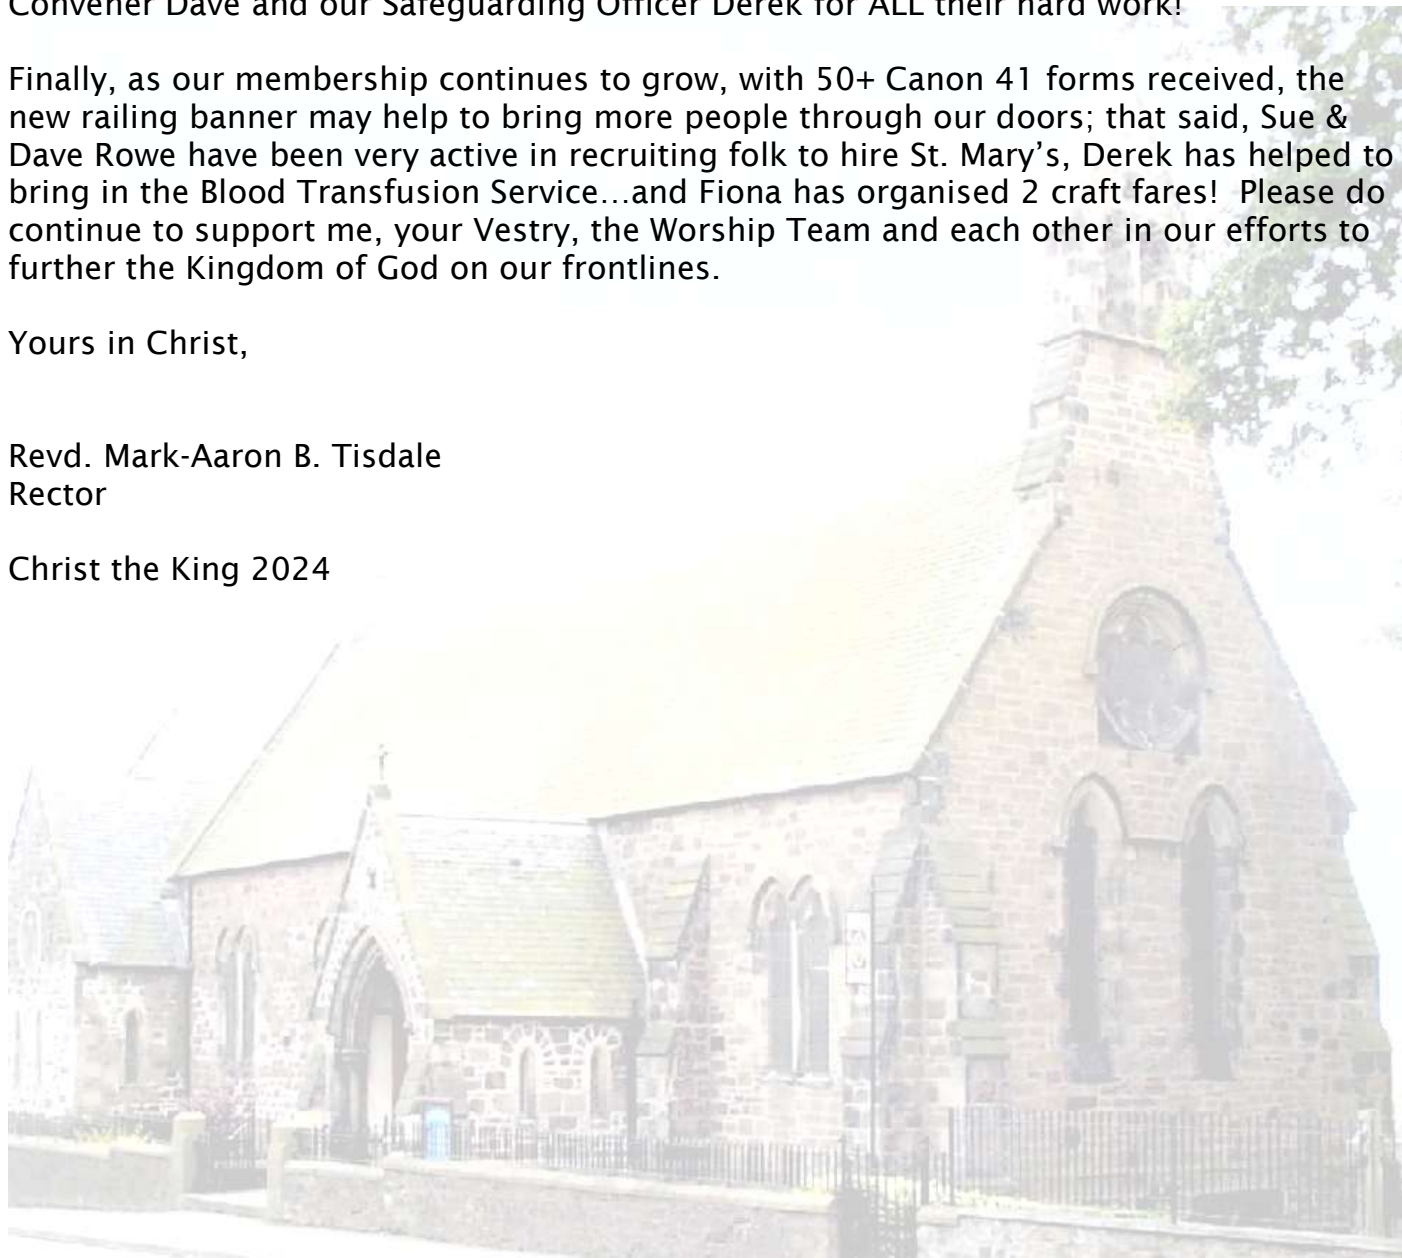 Convener Dave and our Safeguarding Officer Derek for ALL their hard work!
Finally, as our membership continues to grow, with 50+ Canon 41 forms received, the
new railing banner may help to bring more people through our doors; that said, Sue &
Dave Rowe have been very active in recruiting folk to hire St. Mary’s, Derek has helped to
bring in the Blood Transfusion Service…and Fiona has organised 2 craft fares!  Please do
continue to support me, your Vestry, the Worship Team and each other in our efforts to
further the Kingdom of God on our frontlines.
Yours in Christ,
Revd. Mark-Aaron B. Tisdale
Rector
Christ the King 2024